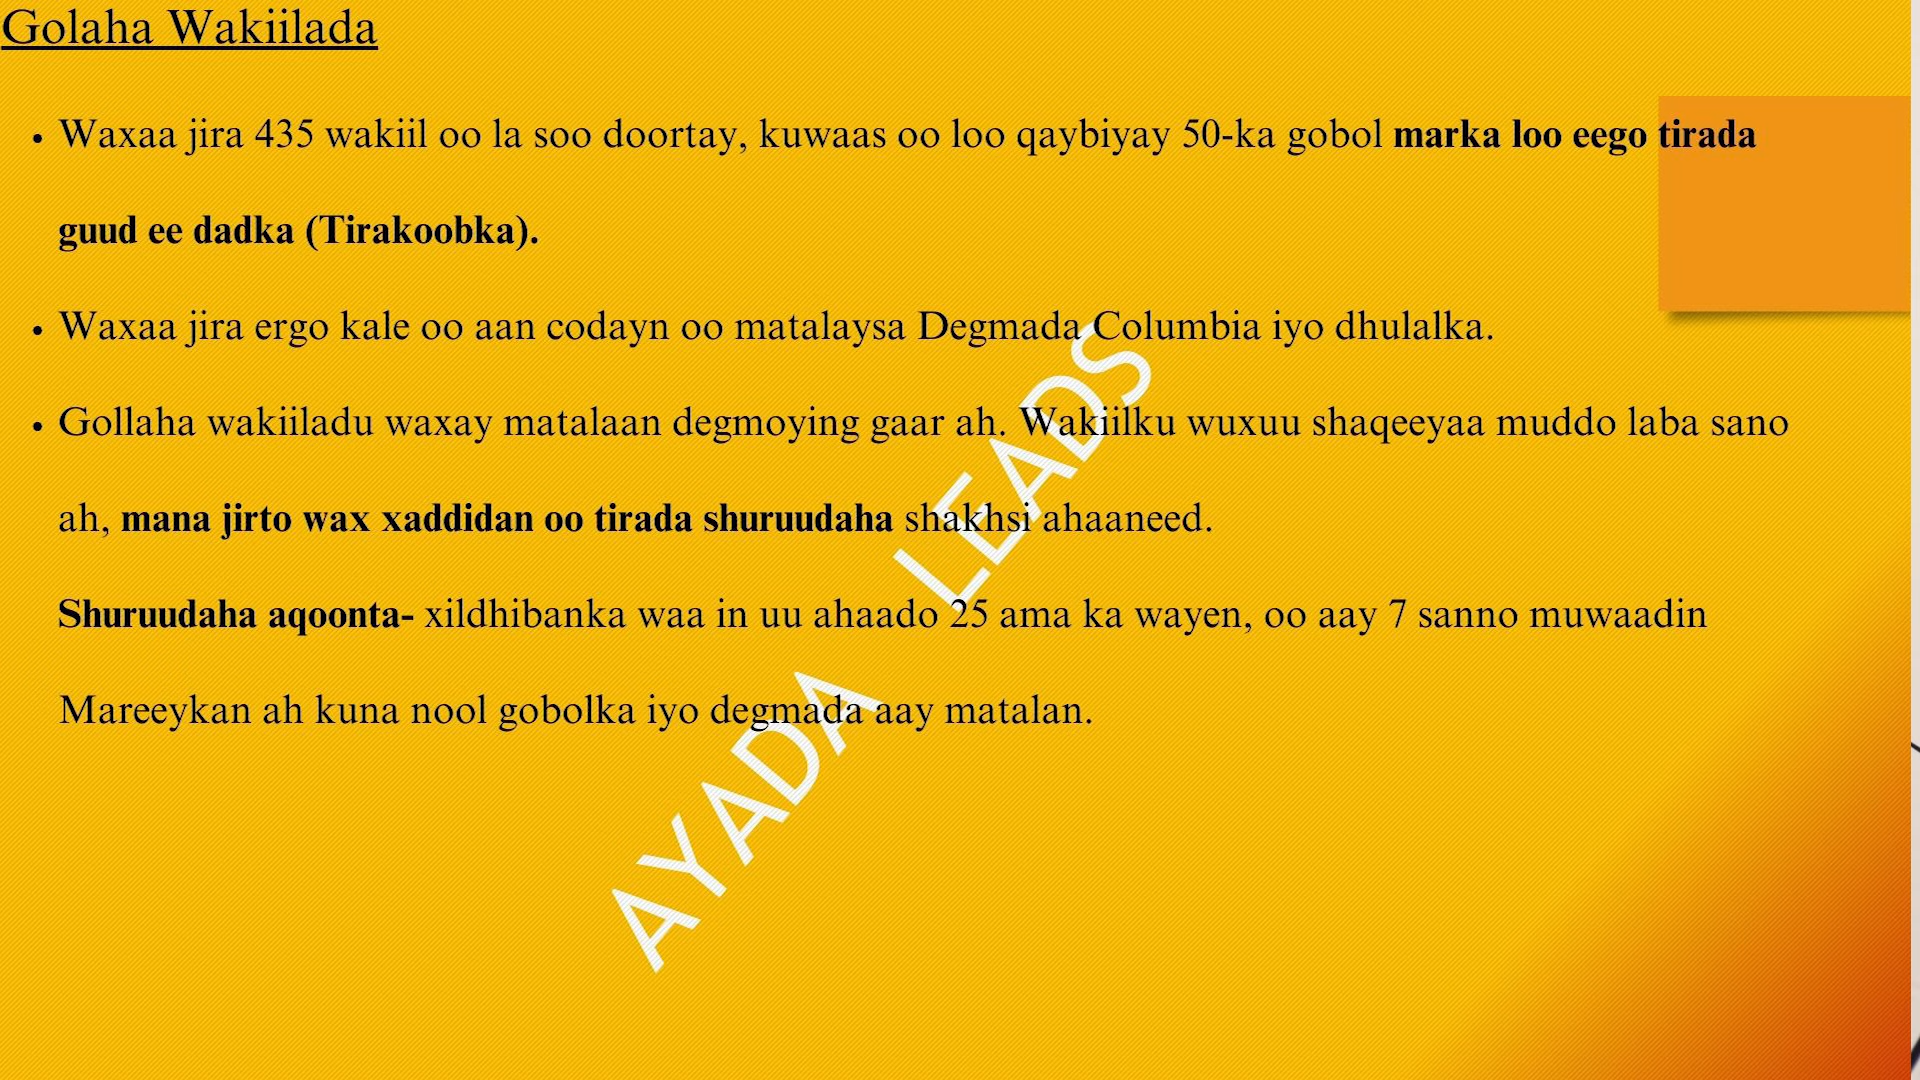 Golaha Wakiilada
• Waxaa jira 435 wakiil oo la soo doortay, kuwaas oo loo qaybiyay 50-ka gobol marka loo eego tirada
guud ee dadka (Tirakoobka).
• Waxaa jira ergo kale oo aan codayn oo matalaysa Degmada Columbia iyo dhulalka.
• Gollaha wakiiladu waxay matalaan degmoying gaar ah. Wakiilku wuxuu shaqeeyaa muddo laba sano
ah, mana jirto wax xaddidan oo tirada shuruudaha shakhsi ahaaneed.
Shuruudaha aqoonta- xildhibanka waa in uu ahaado 25 ama ka wayen, oo aay 7 sanno muwaadin
Mareeykan ah kuna nool gobolka iyo degmada aay matalan.
AYADA LEADS